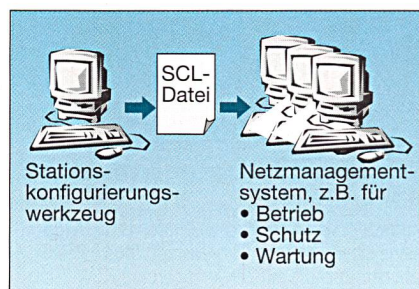 SCL-
Datei
Stations-
konfigurierungs-
werkzeug
Netzmanagement-
system, z.B. für
• Betrieb
• Schutz
• Wartung